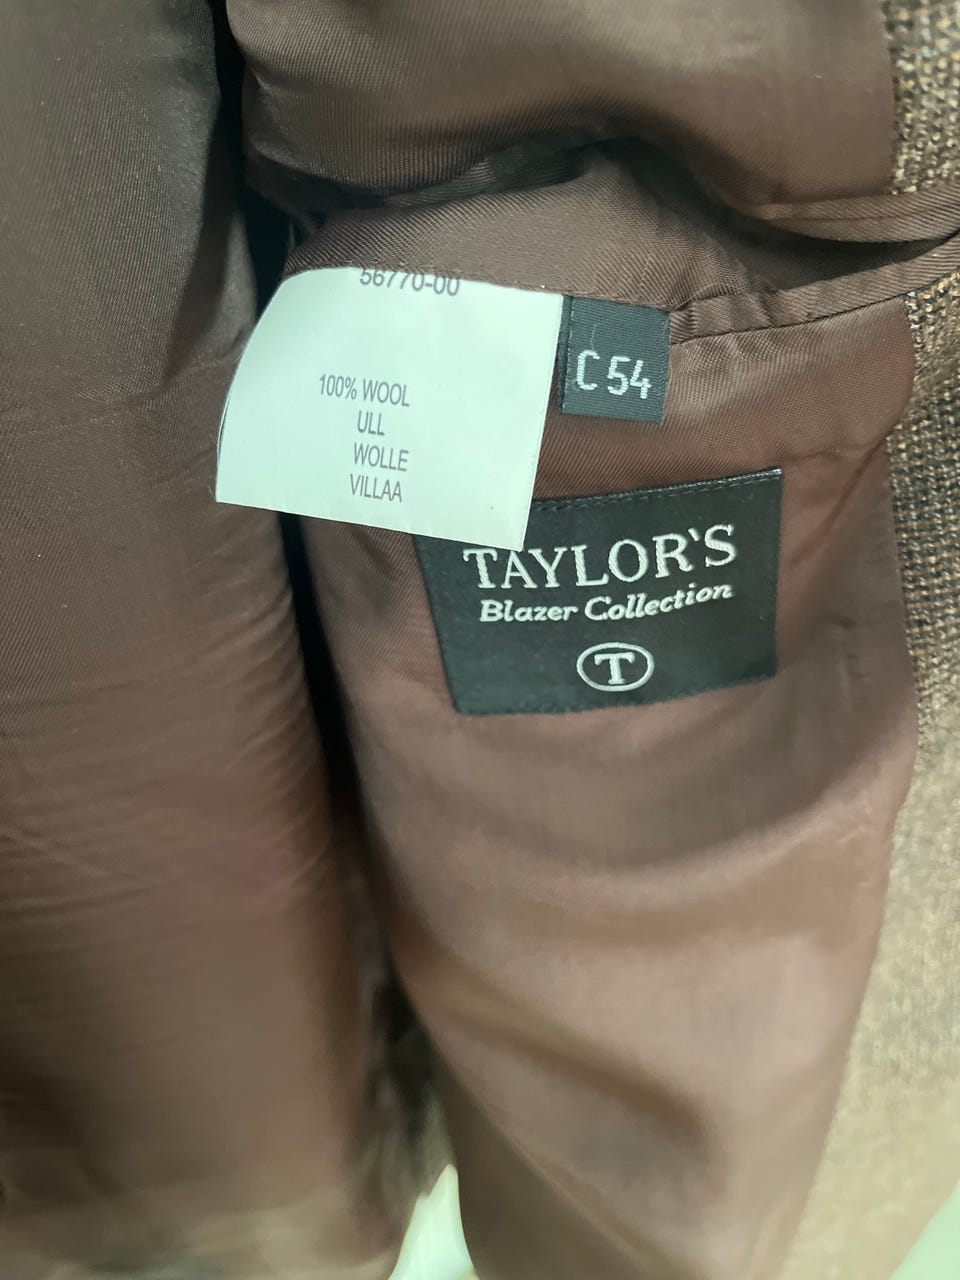 56770-00
100% WOOL
ULL
WOLLE
VILLAA
C 54
TAYLOR'S
Blazer Collection
T